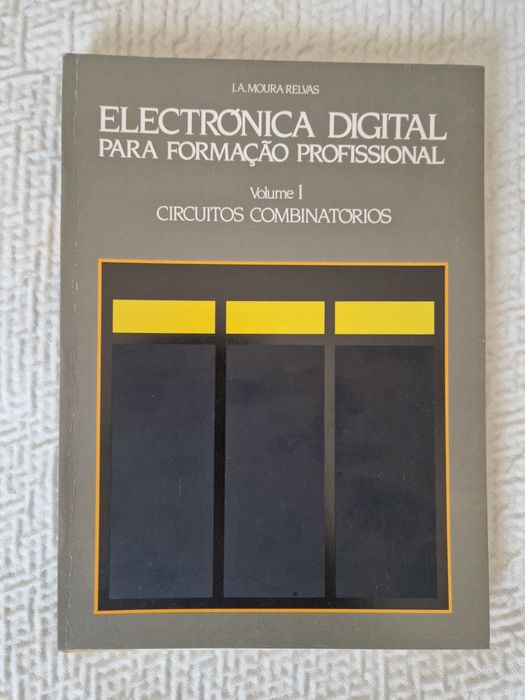 J.A.MOURA RELVAS
ELECTRÓNICA DIGITAL
PARA FORMAÇÃO PROFISSIONAL
Volume I
CIRCUITOS COMBINATÓRIOS